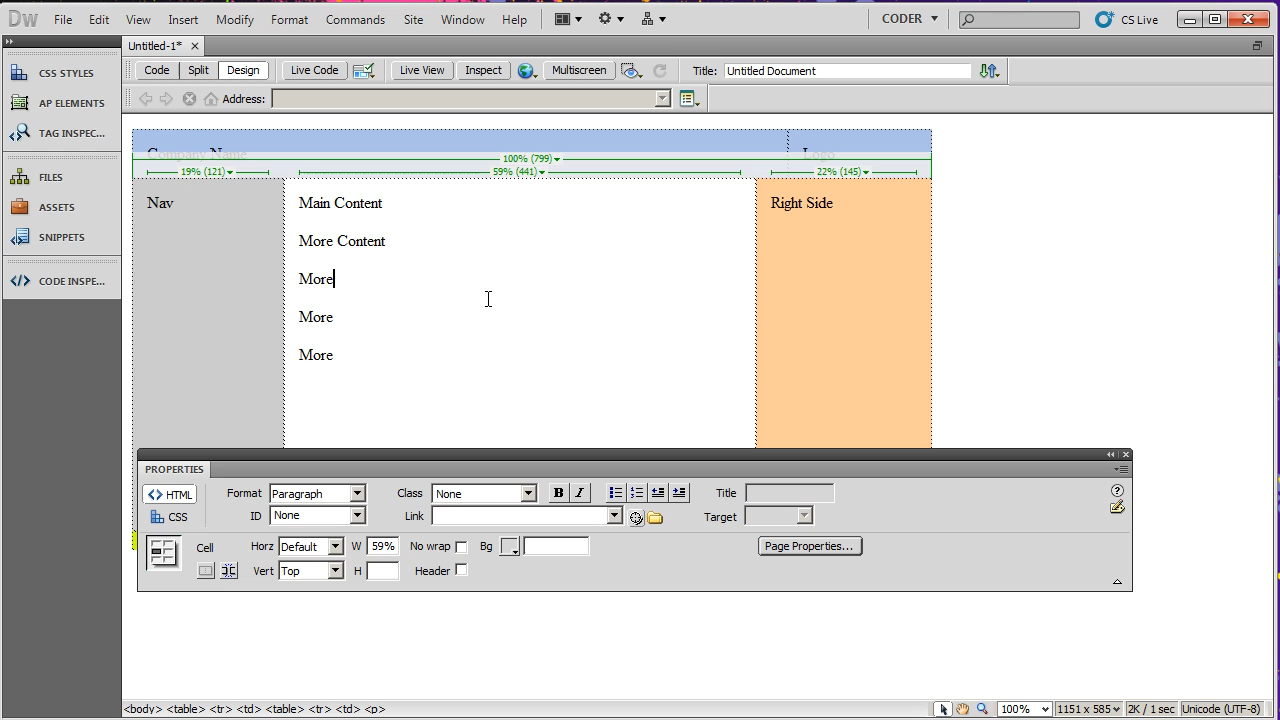 Dw File Edit View Insert Modify Format Commands Site Window Help CODER CS Live
Untitled-1*
Code Split Design Live Code Live View Inspect Multiscreen Title: Untitled Document
Address:
CSS STYLES
AP ELEMENTS
TAG INSPEC...
FILES
ASSETS
SNIPPETS
CODE INSPE...
Company Name Logo
100% (799)
19% (121) 59% (441) 22% (145)
Nav Main Content Right Side
More Content
More
More
More
PROPERTIES
HTML Format Paragraph Class None B I Title
CSS ID None Link Target
Cell Horz Default W 59% No wrap Bg Page Properties...
Vert Top H Header
<body> <table> <tr> <td> <table> <tr> <td> <p> 100% 1151 x 585 2K / 1 sec Unicode (UTF-8)